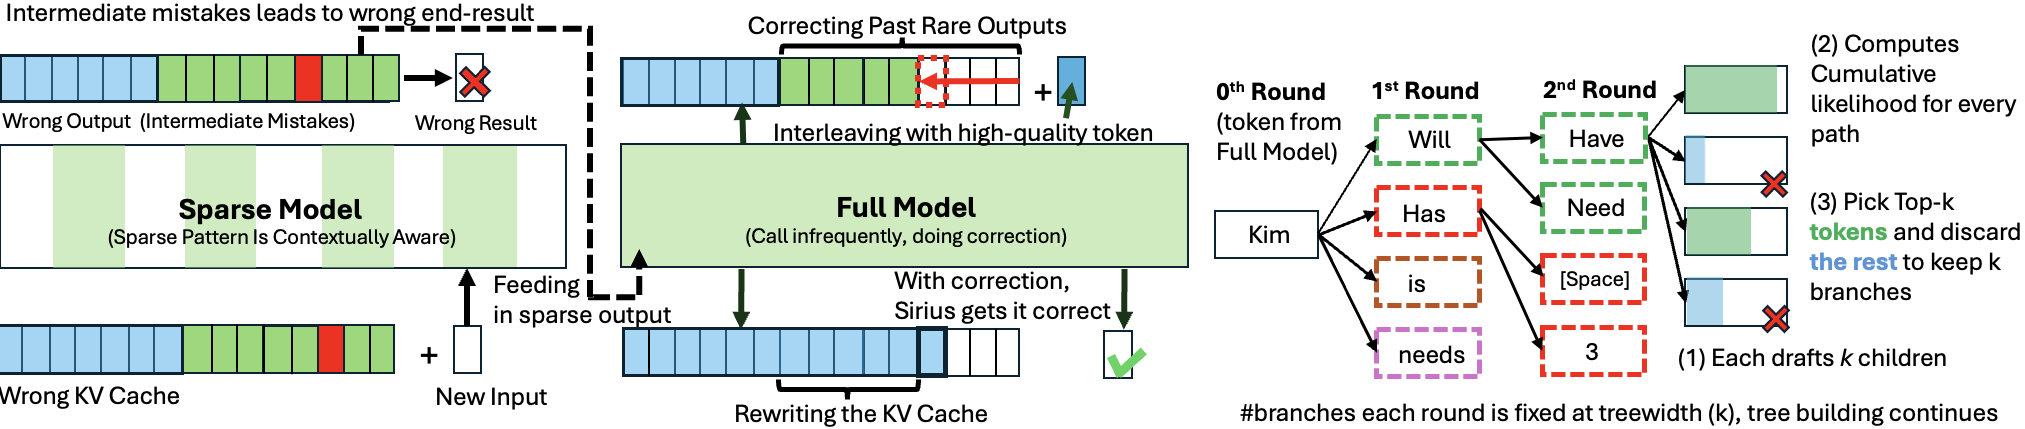 Intermediate mistakes leads to wrong end-result
Wrong Output (Intermediate Mistakes)
Wrong Result
Sparse Model
(Sparse Pattern Is Contextually Aware)
Feeding
in sparse output
Wrong KV Cache
+
New Input
Correcting Past Rare Outputs
+
Interleaving with high-quality token
Full Model
(Call infrequently, doing correction)
With correction,
Sirius gets it correct
Rewriting the KV Cache
0th Round
(token from
Full Model)
1st Round
2nd Round
Kim
Will
Has
is
needs
Have
Need
[Space]
3
(2) Computes
Cumulative
likelihood for every
path
(3) Pick Top-k
tokens and discard
the rest to keep k
branches
(1) Each drafts k children
#branches each round is fixed at treewidth (k), tree building continues